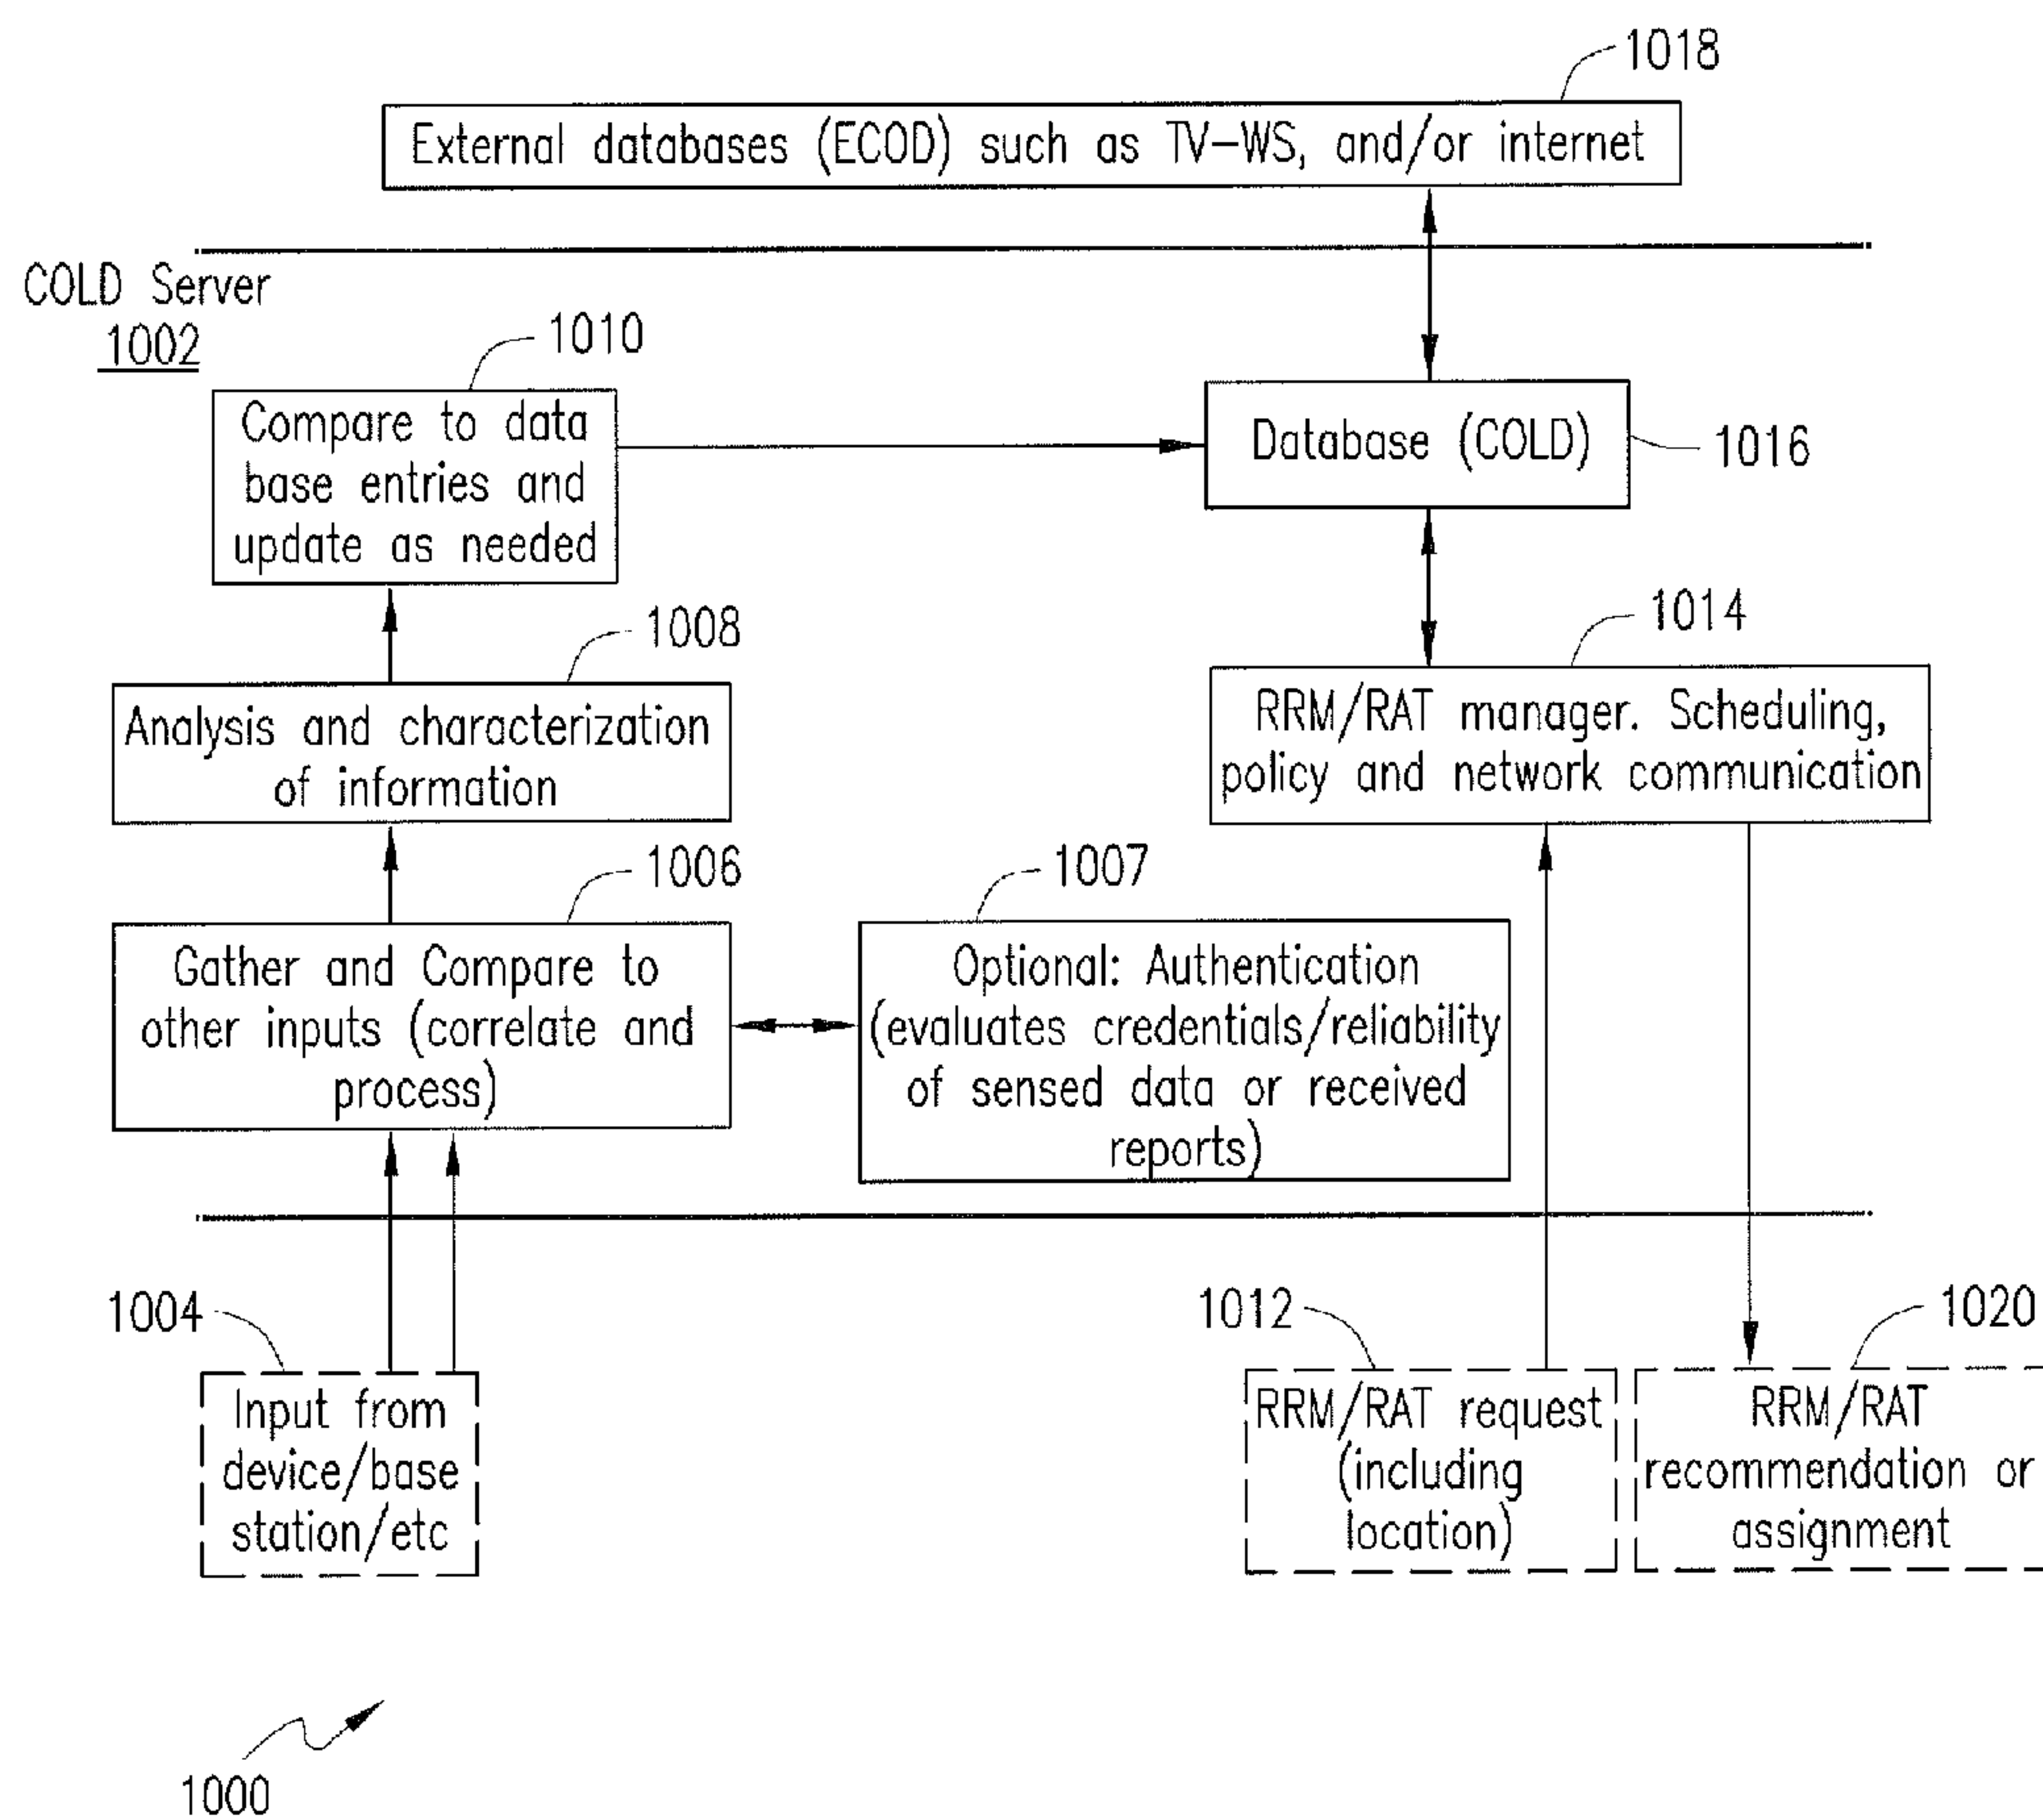 1018
External databases (ECOD) such as TV-WS, and/or internet
COLD Server
1002
1010
Compare to data
base entries and
update as needed
Database (COLD)
1016
1008
Analysis and characterization
of information
1014
RRM/RAT manager. Scheduling,
policy and network communication
1006
Gather and Compare to
other inputs (correlate and
process)
1007
Optional: Authentication
(evaluates credentials/reliability
of sensed data or received
reports)
1004
Input from
device/base
station/etc
1012
RRM/RAT request
(including
location)
1020
RRM/RAT
recommendation or
assignment
1000